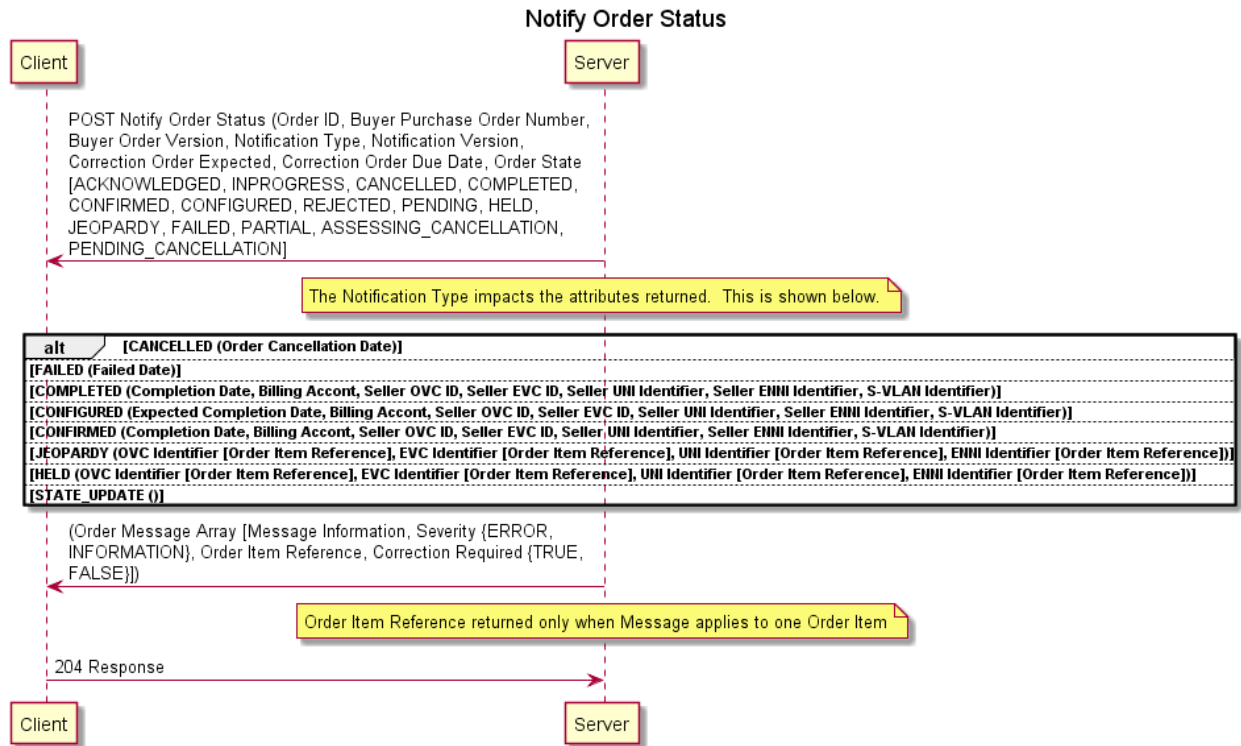 Notify Order Status
Client
Server
POST Notify Order Status (Order ID, Buyer Purchase Order Number,
Buyer Order Version, Notification Type, Notification Version,
Correction Order Expected, Correction Order Due Date, Order State
[ACKNOWLEDGED, INPROGRESS, CANCELLED, COMPLETED,
CONFIRMED, CONFIGURED, REJECTED, PENDING, HELD,
JEOPARDY, FAILED, PARTIAL, ASSESSING_CANCELLATION,
PENDING_CANCELLATION]
The Notification Type impacts the attributes returned.  This is shown below.
alt [CANCELLED (Order Cancellation Date)]
[FAILED (Failed Date)]
[COMPLETED (Completion Date, Billing Accont, Seller OVC ID, Seller EVC ID, Seller UNI Identifier, Seller ENNI Identifier, S-VLAN Identifier)]
[CONFIGURED (Expected Completion Date, Billing Accont, Seller OVC ID, Seller EVC ID, Seller UNI Identifier, Seller ENNI Identifier, S-VLAN Identifier)]
[CONFIRMED (Completion Date, Billing Accont, Seller OVC ID, Seller EVC ID, Seller UNI Identifier, Seller ENNI Identifier, S-VLAN Identifier)]
[JEOPARDY (OVC Identifier [Order Item Reference], EVC Identifier [Order Item Reference], UNI Identifier [Order Item Reference], ENNI Identifier [Order Item Reference])]
[HELD (OVC Identifier [Order Item Reference], EVC Identifier [Order Item Reference], UNI Identifier [Order Item Reference], ENNI Identifier [Order Item Reference])]
[STATE_UPDATE ()]
(Order Message Array [Message Information, Severity {ERROR,
INFORMATION}, Order Item Reference, Correction Required {TRUE,
FALSE}])
Order Item Reference returned only when Message applies to one Order Item
204 Response
Client
Server